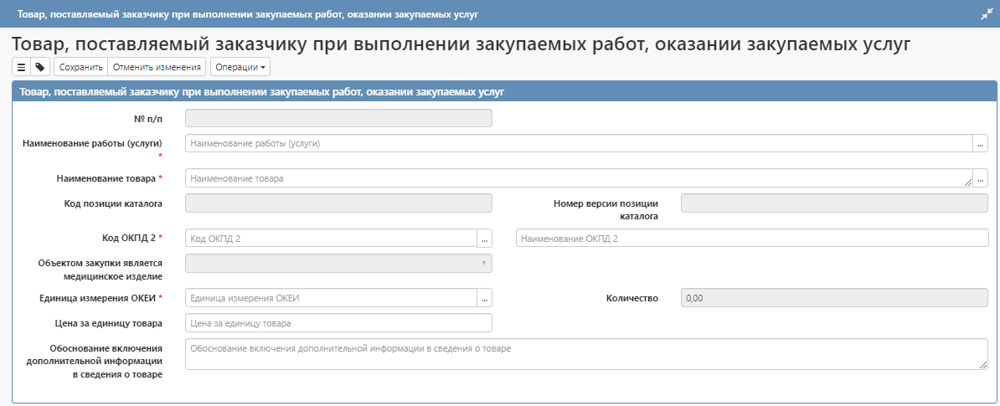 Товар, поставляемый заказчику при выполнении закупаемых работ, оказании закупаемых услуг
Товар, поставляемый заказчику при выполнении закупаемых работ, оказании закупаемых услуг
Сохранить Отменить изменения Операции
Товар, поставляемый заказчику при выполнении закупаемых работ, оказании закупаемых услуг
№ п/п
Наименование работы (услуги) Наименование работы (услуги) ...
*
Наименование товара * Наименование товара ...
Код позиции каталога Номер версии позиции
каталога
Код ОКПД 2 * Код ОКПД 2 ... Наименование ОКПД 2
Объектом закупки является
медицинское изделие
Единица измерения ОКЕИ * Единица измерения ОКЕИ ... Количество 0,00
Цена за единицу товара Цена за единицу товара
Обоснование включения Обоснование включения дополнительной информации в сведения о товаре
дополнительной информации
в сведения о товаре